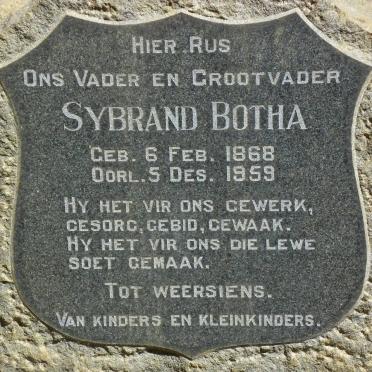 HIER RUS
ONS VADER EN GROOTVADER
SYBRAND BOTHA
GEB. 6 FEB. 1868
OORL. 5 DES. 1959
HY HET VIR ONS GEWERK,
GESORG, GEBID, GEWAAK.
HY HET VIR ONS DIE LEWE
SOET GEMAAK.
TOT WEERSIENS.
VAN KINDERS EN KLEINKINDERS.